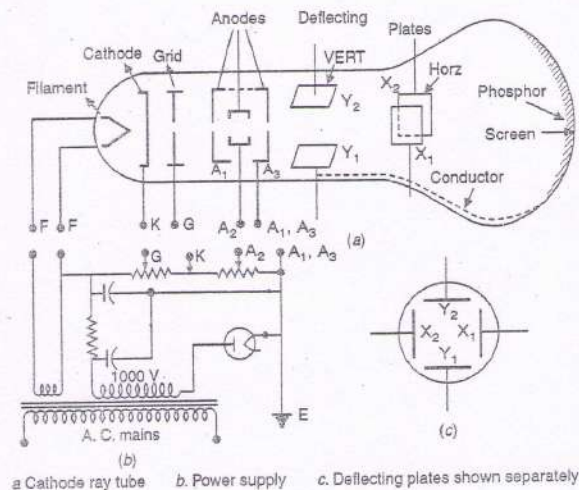 Anodes Deflecting Plates
Cathode Grid VERT
X2 Horz
Filament Phosphor
Y2
Screen
Y1 X1
A1 A3
Conductor
F F K G A2 A1, A3
(a)
G K A2 A1, A3
Y2
X2 X1
Y1
1000 V
E
A. C. mains
(b) (c)
a Cathode ray tube b. Power supply c. Deflecting plates shown separately